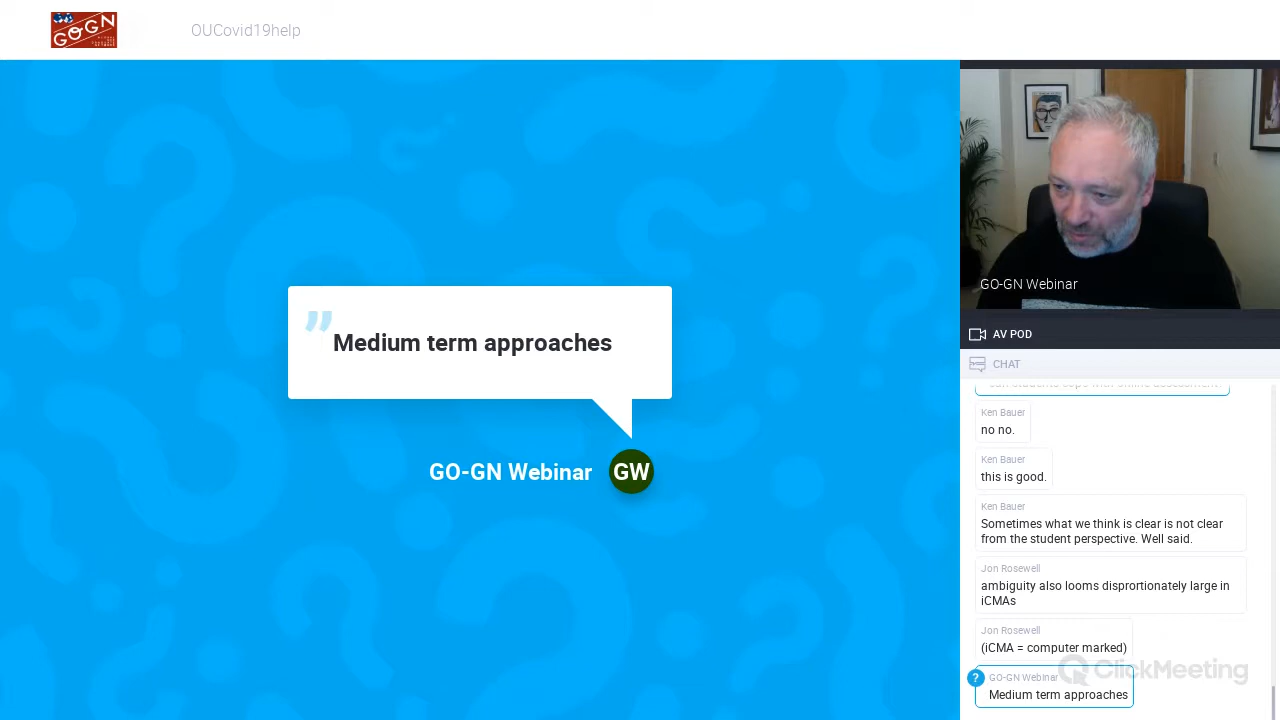 GO-GN
OUCovid19help
Medium term approaches
GO-GN Webinar GW
GO-GN Webinar
AV POD
CHAT
Ken Bauer
no no.
Ken Bauer
this is good.
Ken Bauer
Sometimes what we think is clear is not clear
from the student perspective. Well said.
Jon Rosewell
ambiguity also looms disprortionately large in
iCMAs
Jon Rosewell
(iCMA = computer marked)
ClickMeeting
? GO-GN Webinar
Medium term approaches